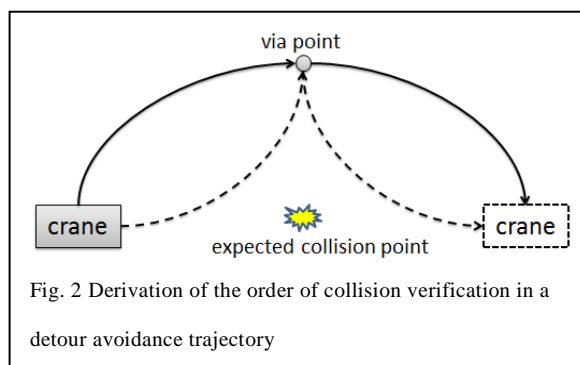 via point
crane
crane
expected collision point
Fig. 2 Derivation of the order of collision verification in a
detour avoidance trajectory